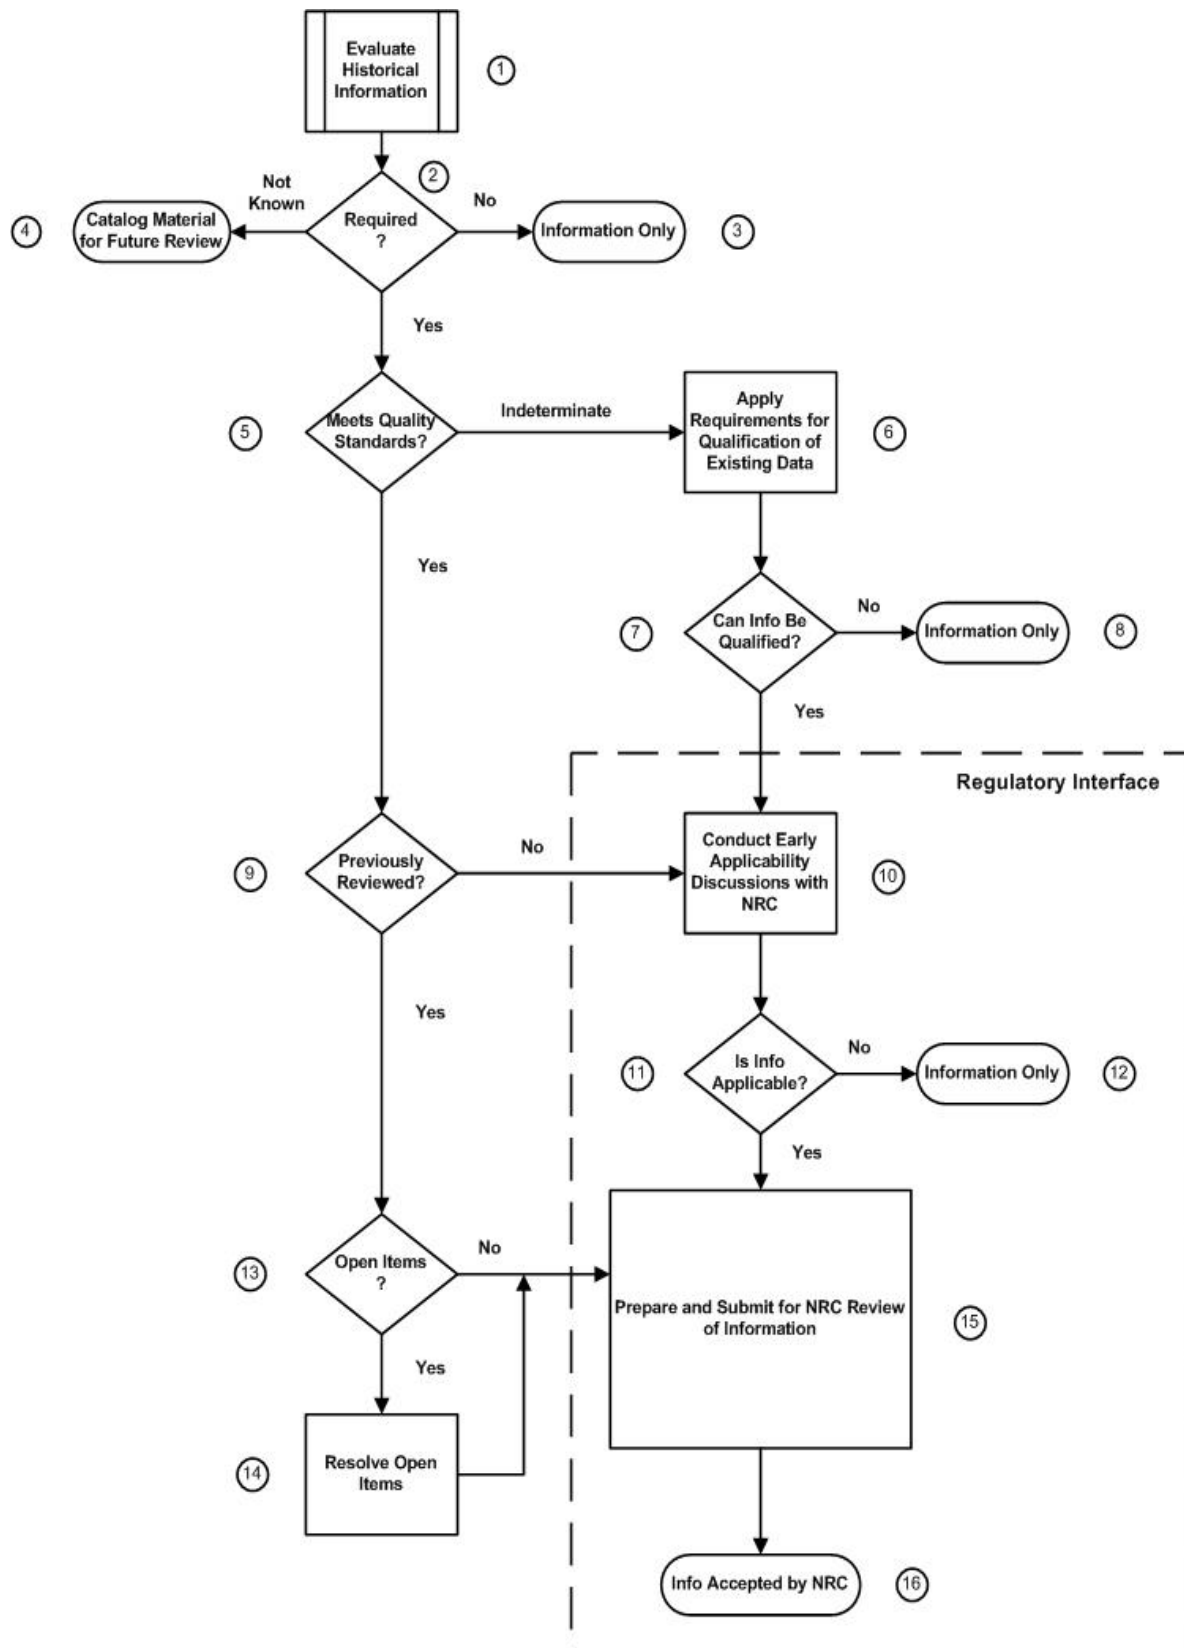 Evaluate
Historical
Information
1
2
Not
Known
No
4
Catalog Material
for Future Review
Required
?
Information Only
3
Yes
5
Meets Quality
Standards?
Indeterminate
Apply
Requirements for
Qualification of
Existing Data
6
Yes
7
Can Info Be
Qualified?
No
Information Only
8
Yes
Regulatory Interface
9
Previously
Reviewed?
No
Conduct Early
Applicability
Discussions with
NRC
10
Yes
11
Is Info
Applicable?
No
Information Only
12
Yes
13
Open Items
?
No
Prepare and Submit for NRC Review
of Information
15
Yes
14
Resolve Open
Items
Info Accepted by NRC
16